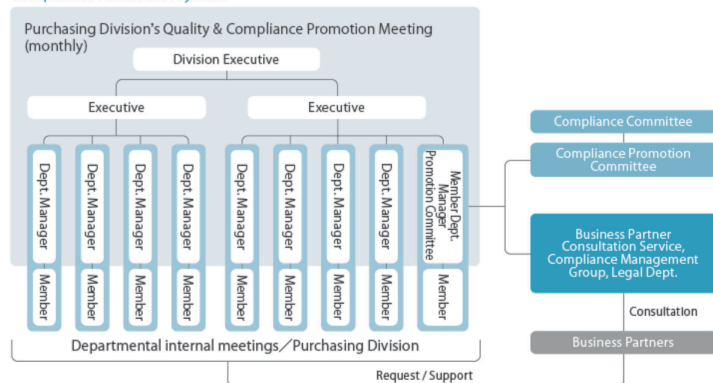 Purchasing Division's Quality & Compliance Promotion Meeting
(monthly)
Division Executive
Executive
Executive
Dept. Manager
Dept. Manager
Dept. Manager
Dept. Manager
Dept. Manager
Dept. Manager
Dept. Manager
Dept. Manager
Member Dept.
Manager
Promotion Committee
Member
Member
Member
Member
Member
Member
Member
Member
Member
Departmental internal meetings／Purchasing Division
Request / Support
Compliance Committee
Compliance Promotion
Committee
Business Partner
Consultation Service,
Compliance Management
Group, Legal Dept.
Consultation
Business Partners